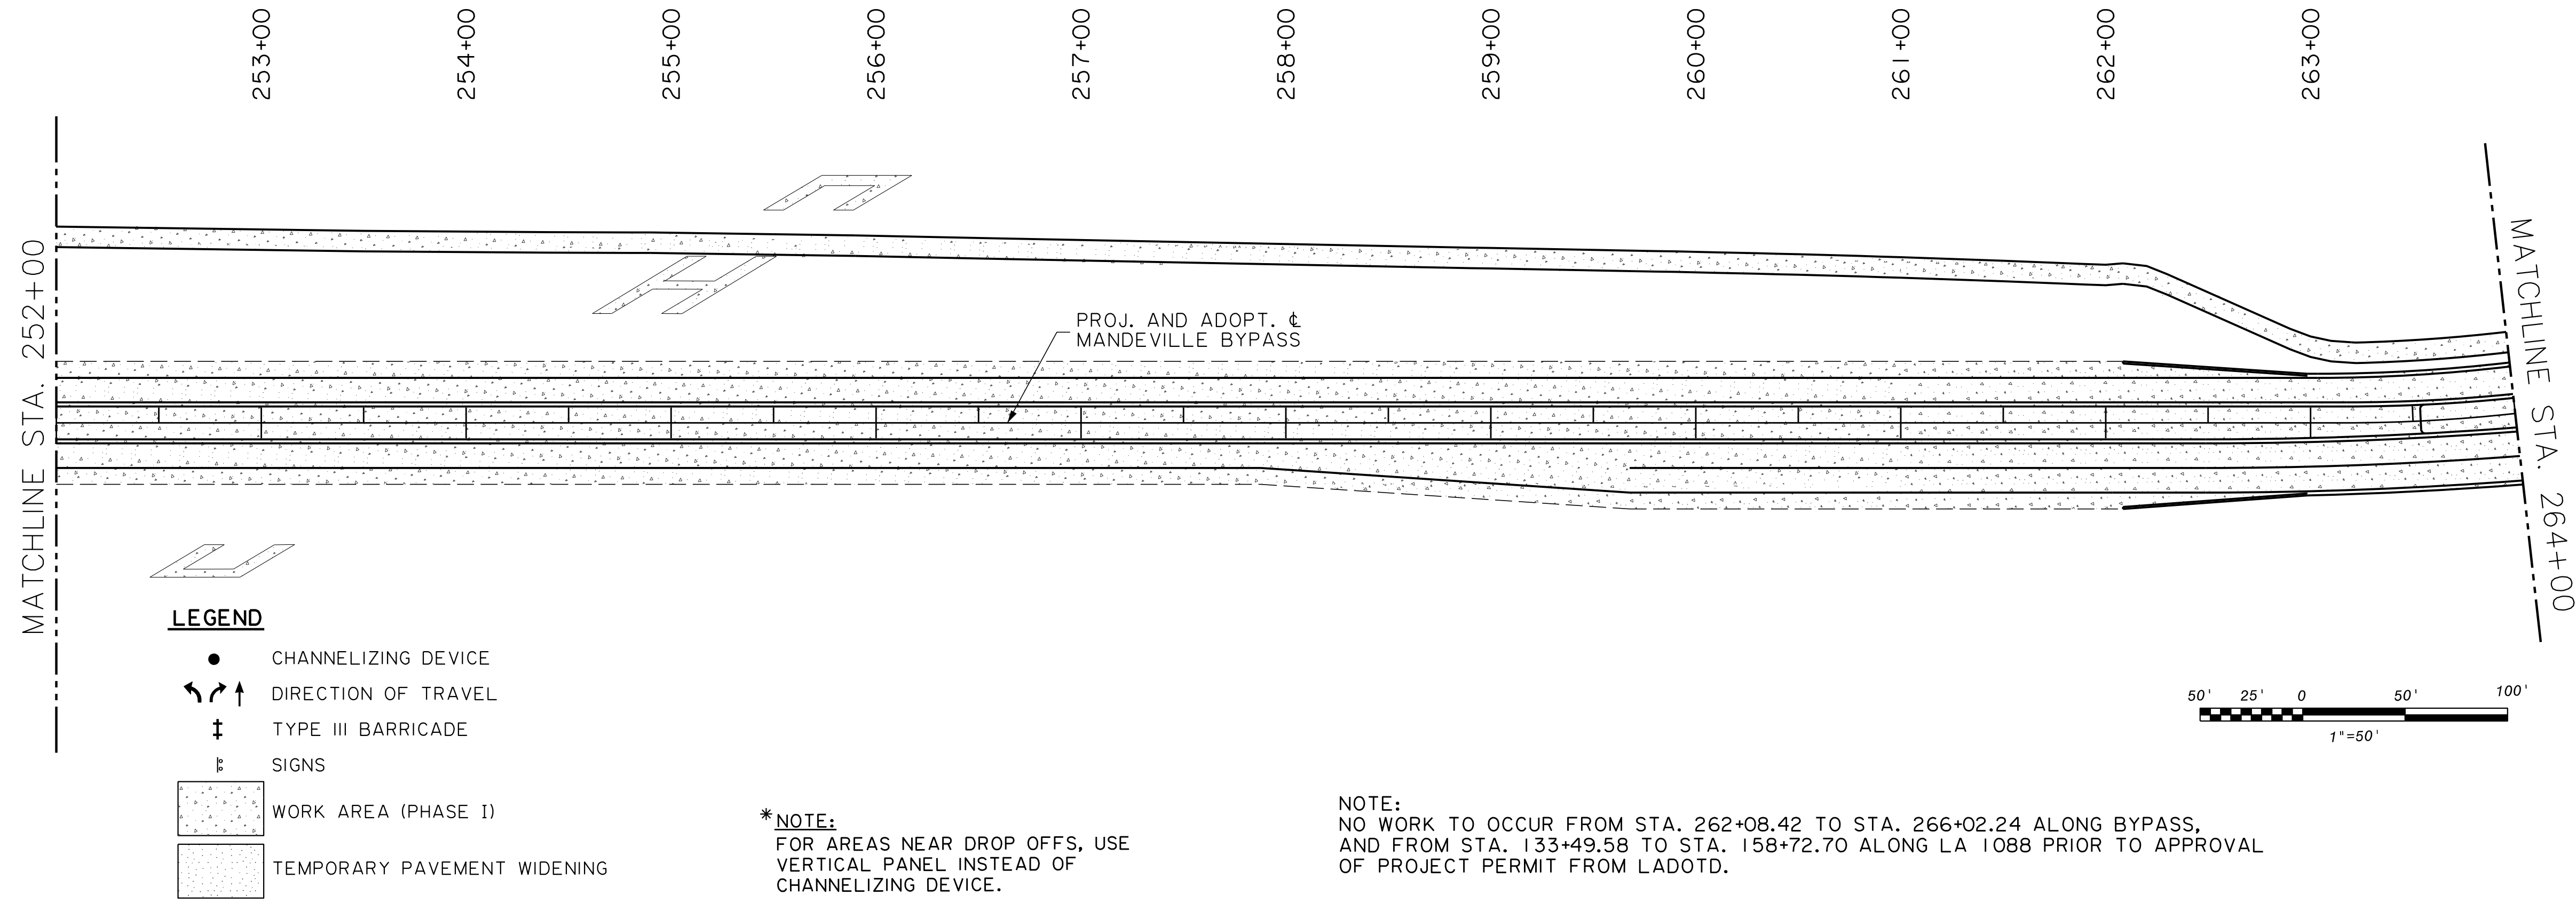 253+00
254+00
255+00
256+00
257+00
258+00
259+00
260+00
261+00
262+00
263+00
MATCHLINE STA. 252+00
MATCHLINE STA. 264+00
PROJ. AND ADOPT. ℄
MANDEVILLE BYPASS
LEGEND
CHANNELIZING DEVICE
DIRECTION OF TRAVEL
TYPE III BARRICADE
SIGNS
WORK AREA (PHASE I)
TEMPORARY PAVEMENT WIDENING
*NOTE:
FOR AREAS NEAR DROP OFFS, USE
VERTICAL PANEL INSTEAD OF
CHANNELIZING DEVICE.
NOTE:
NO WORK TO OCCUR FROM STA. 262+08.42 TO STA. 266+02.24 ALONG BYPASS,
AND FROM STA. 133+49.58 TO STA. 158+72.70 ALONG LA 1088 PRIOR TO APPROVAL
OF PROJECT PERMIT FROM LADOTD.
50' 25' 0 50' 100'
1"=50'